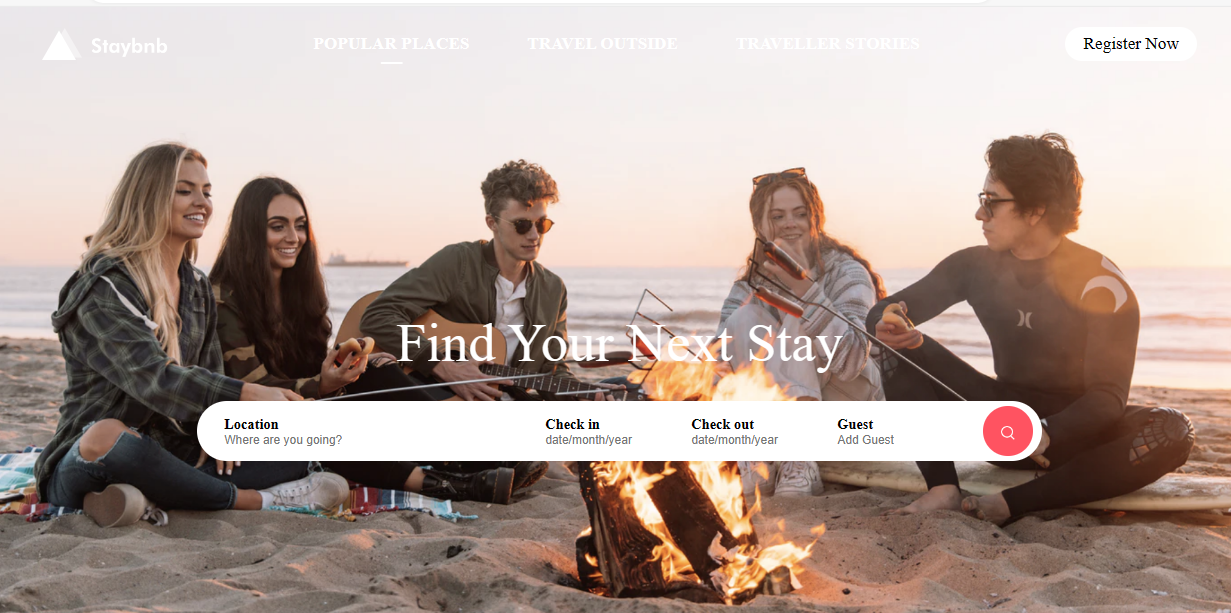 Staybnb
POPULAR PLACES
TRAVEL OUTSIDE
TRAVELLER STORIES
Register Now
Find Your Next Stay
Location
Where are you going?
Check in
date/month/year
Check out
date/month/year
Guest
Add Guest